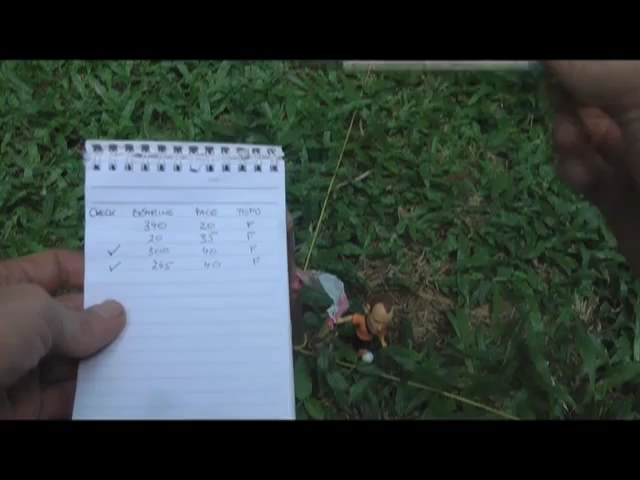 CHECK BEARING PACE TOPO
340 20 F
20 35 F
✓ 300 40 F
✓ 245 40 F